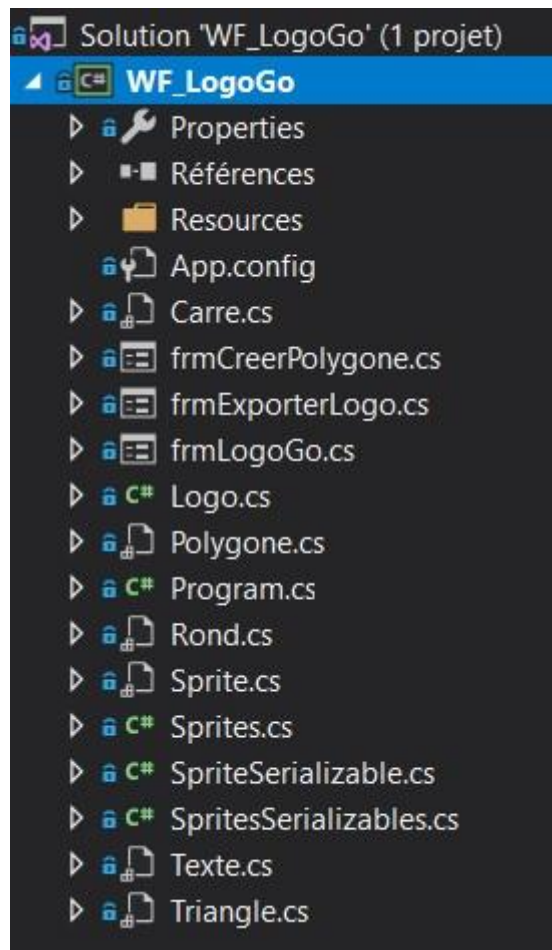 Solution 'WF_LogoGo' (1 projet)
C# WF_LogoGo
Properties
Références
Resources
App.config
Carre.cs
frmCreerPolygone.cs
frmExporterLogo.cs
frmLogoGo.cs
C# Logo.cs
Polygone.cs
C# Program.cs
Rond.cs
Sprite.cs
C# Sprites.cs
C# SpriteSerializable.cs
C# SpritesSerializables.cs
Texte.cs
Triangle.cs